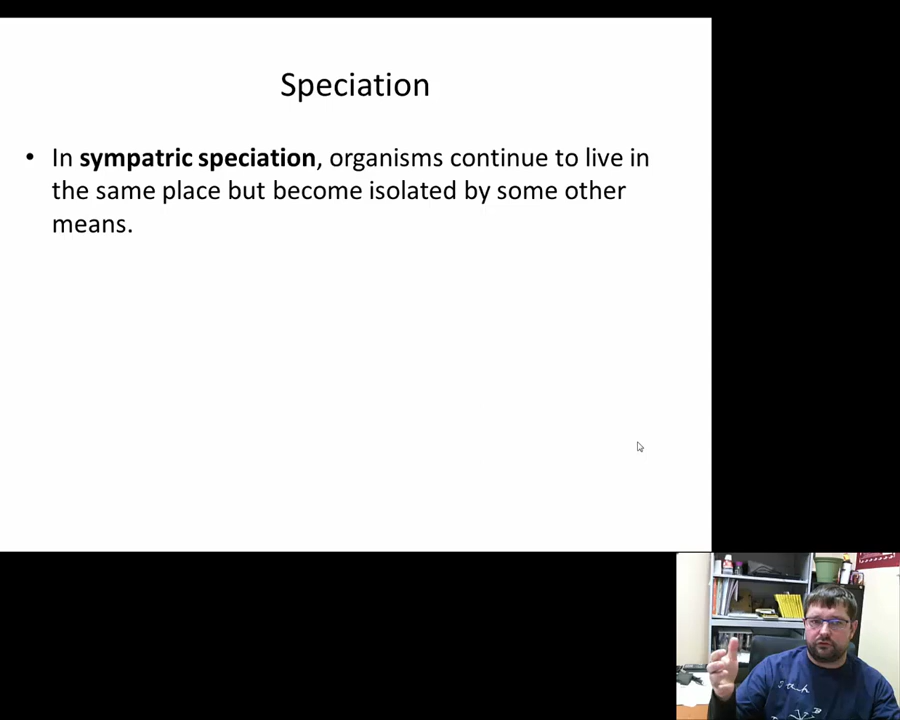 Speciation
• In sympatric speciation, organisms continue to live in
the same place but become isolated by some other
means.